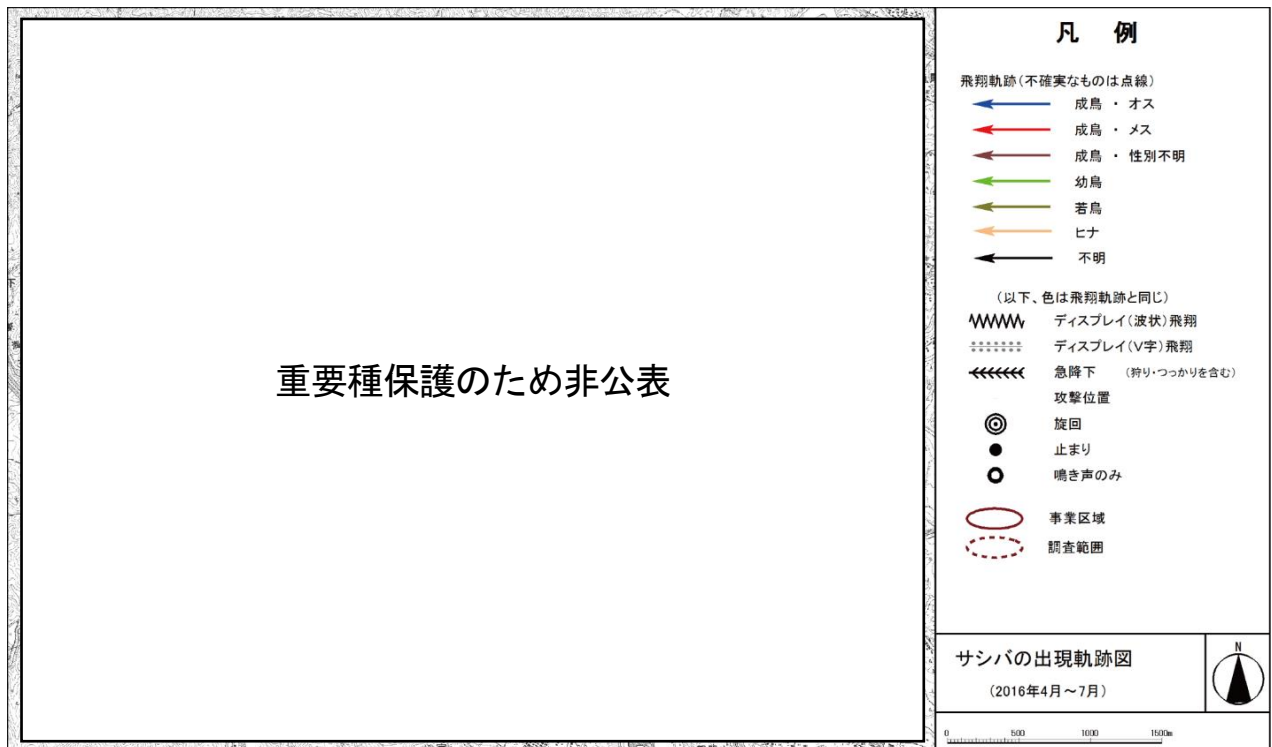 重要種保護のため非公表
凡 例
飛翔軌跡(不確実なものは点線)
成鳥 ・ オス
成鳥 ・ メス
成鳥 ・ 性別不明
幼鳥
若鳥
ヒナ
不明
(以下、色は飛翔軌跡と同じ)
ディスプレイ(波状)飛翔
ディスプレイ(V字)飛翔
急降下 (狩り・つっかりを含む)
攻撃位置
旋回
止まり
鳴き声のみ
事業区域
調査範囲
サシバの出現軌跡図
(2016年4月～7月)
N
0 500 1000 1500m